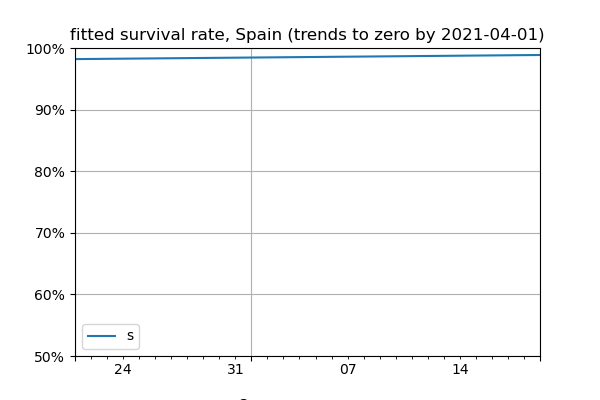 fitted survival rate, Spain (trends to zero by 2021-04-01)
100%
90%
80%
70%
60%
50%
s
24 31 07 14